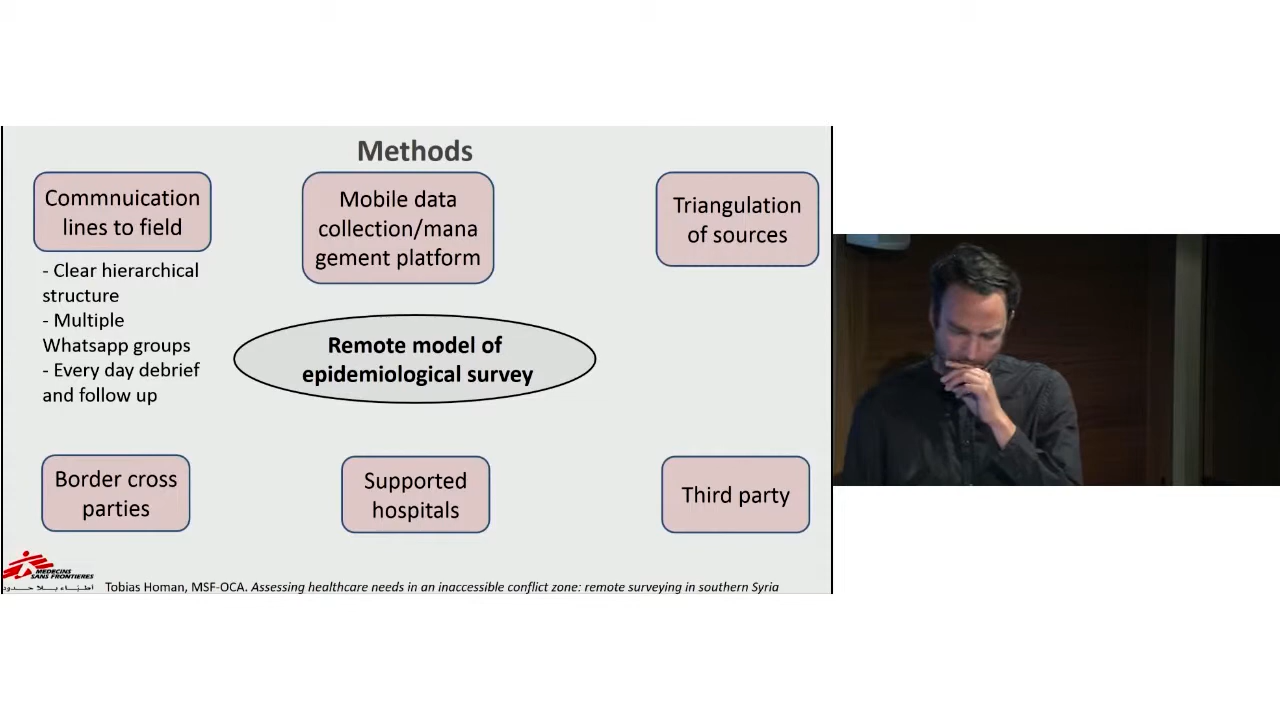 Methods
Commnuication
lines to field
Mobile data
collection/mana
gement platform
Triangulation
of sources
- Clear hierarchical
structure
- Multiple
Whatsapp groups
- Every day debrief
and follow up
Remote model of
epidemiological survey
Border cross
parties
Supported
hospitals
Third party
MEDECINS
SANS FRONTIERES
أطبـاء بـلا حـدود
Tobias Homan, MSF-OCA. Assessing healthcare needs in an inaccessible conflict zone: remote surveying in southern Syria